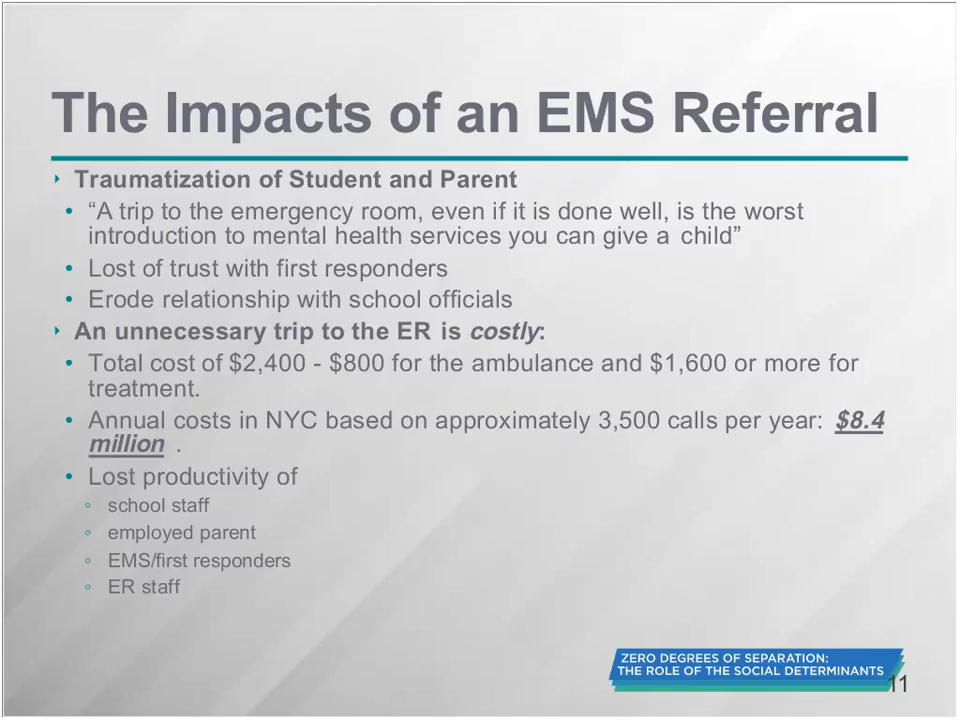 The Impacts of an EMS Referral
‣ Traumatization of Student and Parent
• “A trip to the emergency room, even if it is done well, is the worst
introduction to mental health services you can give a child”
• Lost of trust with first responders
• Erode relationship with school officials
‣ An unnecessary trip to the ER is costly:
• Total cost of $2,400 - $800 for the ambulance and $1,600 or more for
treatment.
• Annual costs in NYC based on approximately 3,500 calls per year: $8.4
million .
• Lost productivity of
◦ school staff
◦ employed parent
◦ EMS/first responders
◦ ER staff
ZERO DEGREES OF SEPARATION:
THE ROLE OF THE SOCIAL DETERMINANTS
11